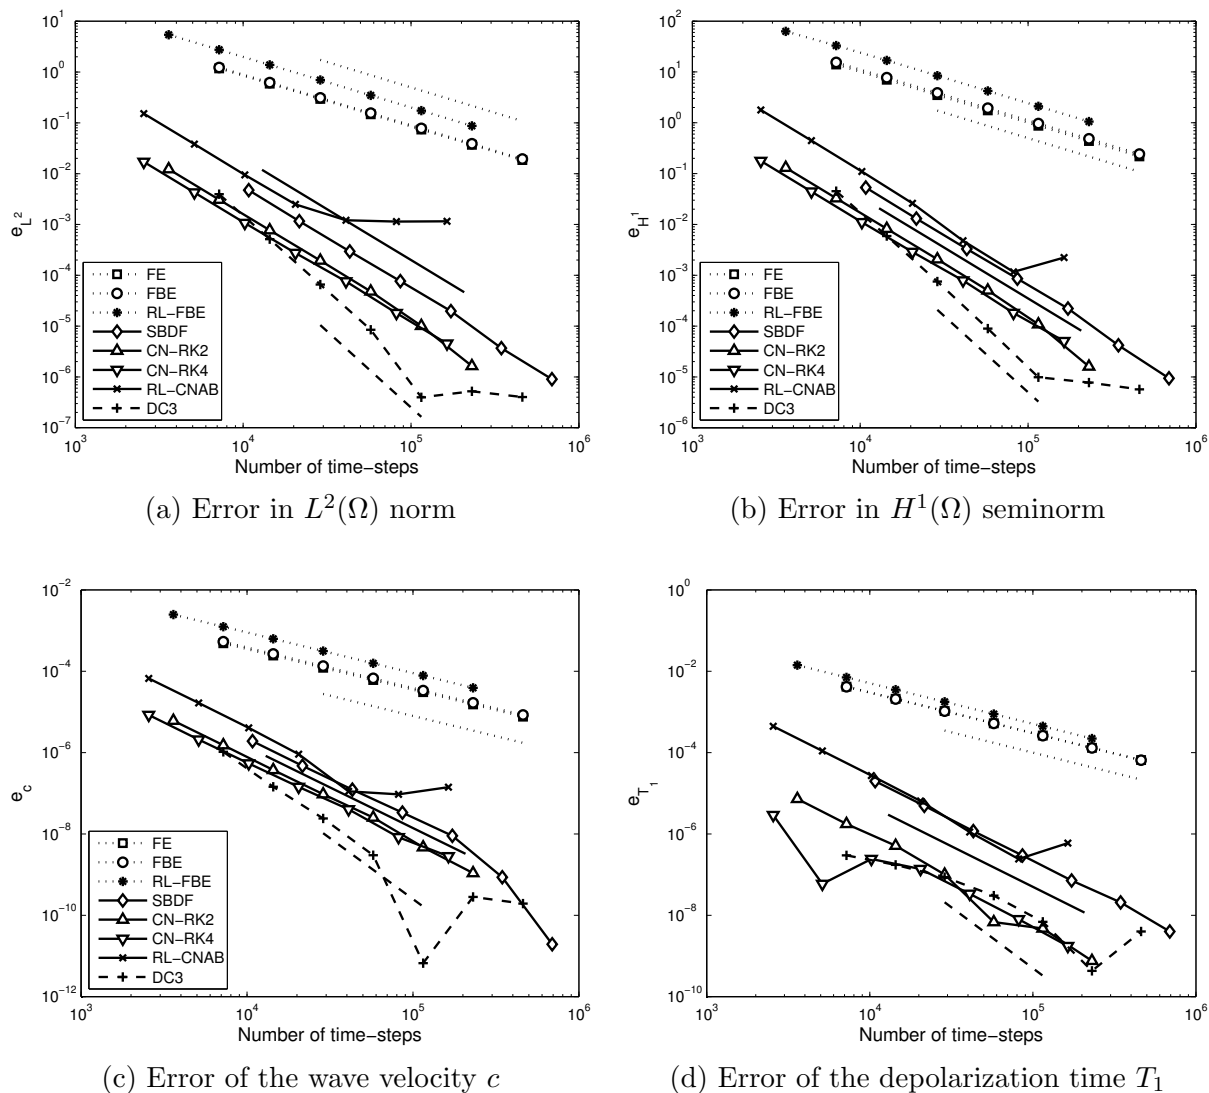 10^1
10^0
10^-1
10^-2
10^-3
10^-4
10^-5
10^-6
10^-7
e_{L^2}
FE
FBE
RL−FBE
SBDF
CN−RK2
CN−RK4
RL−CNAB
DC3
10^3 10^4 10^5 10^6
Number of time−steps
(a) Error in L^2(Ω) norm
10^2
10^1
10^0
10^-1
10^-2
10^-3
10^-4
10^-5
10^-6
e_{H^1}
FE
FBE
RL−FBE
SBDF
CN−RK2
CN−RK4
RL−CNAB
DC3
10^3 10^4 10^5 10^6
Number of time−steps
(b) Error in H^1(Ω) seminorm
10^-2
10^-4
10^-6
10^-8
10^-10
10^-12
e_c
FE
FBE
RL−FBE
SBDF
CN−RK2
CN−RK4
RL−CNAB
DC3
10^3 10^4 10^5 10^6
Number of time−steps
(c) Error of the wave velocity c
10^0
10^-2
10^-4
10^-6
10^-8
10^-10
e_{T_1}
10^3 10^4 10^5 10^6
Number of time−steps
(d) Error of the depolarization time T_1